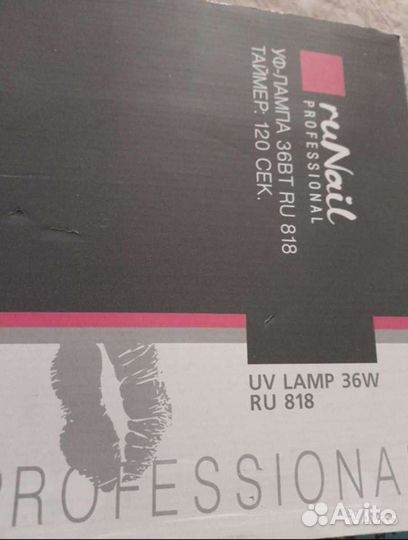 ruNail
PROFESSIONAL
УФ-ЛАМПА 36ВТ RU 818
ТАЙМЕР: 120 СЕК.
UV LAMP 36W
RU 818
PROFESSIONA
Avito